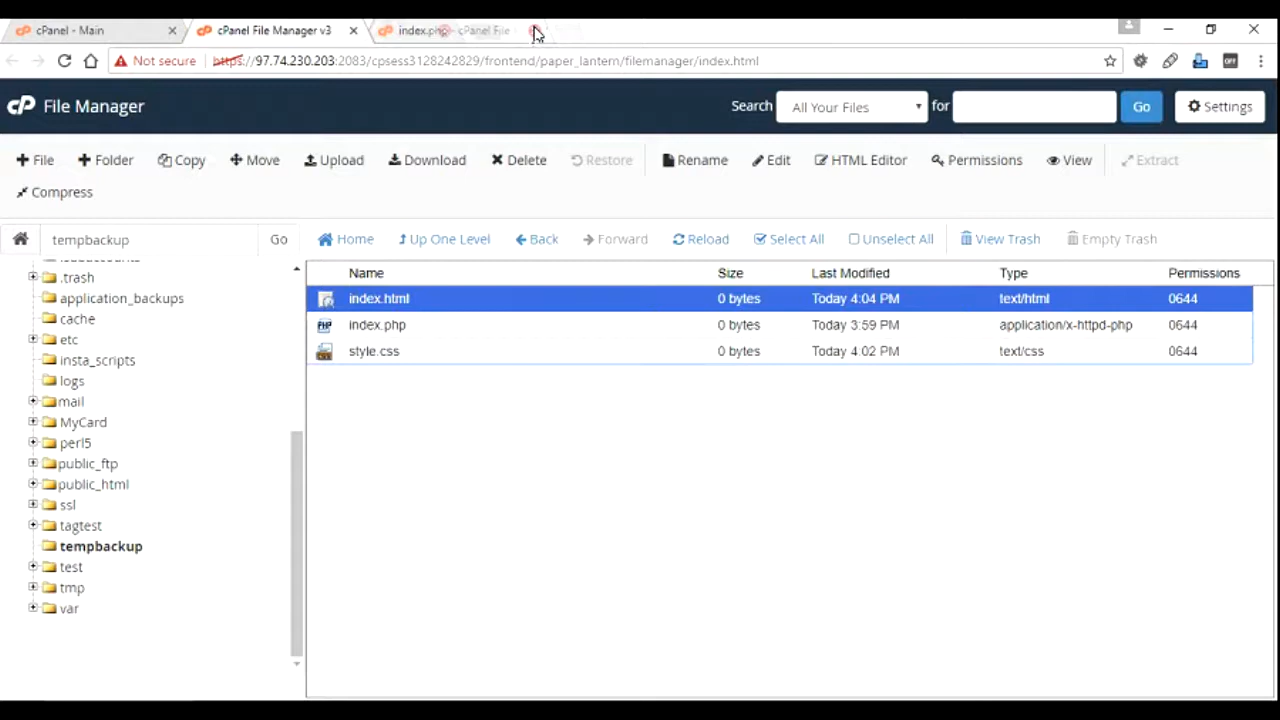 cPanel - Main
cPanel File Manager v3
index.php
cPanel File
Not secure
https://97.74.230.203:2083/cpsess3128242829/frontend/paper_lantern/filemanager/index.html
OFF
cP File Manager
Search All Your Files for Go Settings
File Folder Copy Move Upload Download Delete Restore Rename Edit HTML Editor Permissions View Extract
Compress
tempbackup Go Home Up One Level Back Forward Reload Select All Unselect All View Trash Empty Trash
Name Size Last Modified Type Permissions
index.html 0 bytes Today 4:04 PM text/html 0644
index.php 0 bytes Today 3:59 PM application/x-httpd-php 0644
style.css 0 bytes Today 4:02 PM text/css 0644
.trash
application_backups
cache
etc
insta_scripts
logs
mail
MyCard
perl5
public_ftp
public_html
ssl
tagtest
tempbackup
test
tmp
var